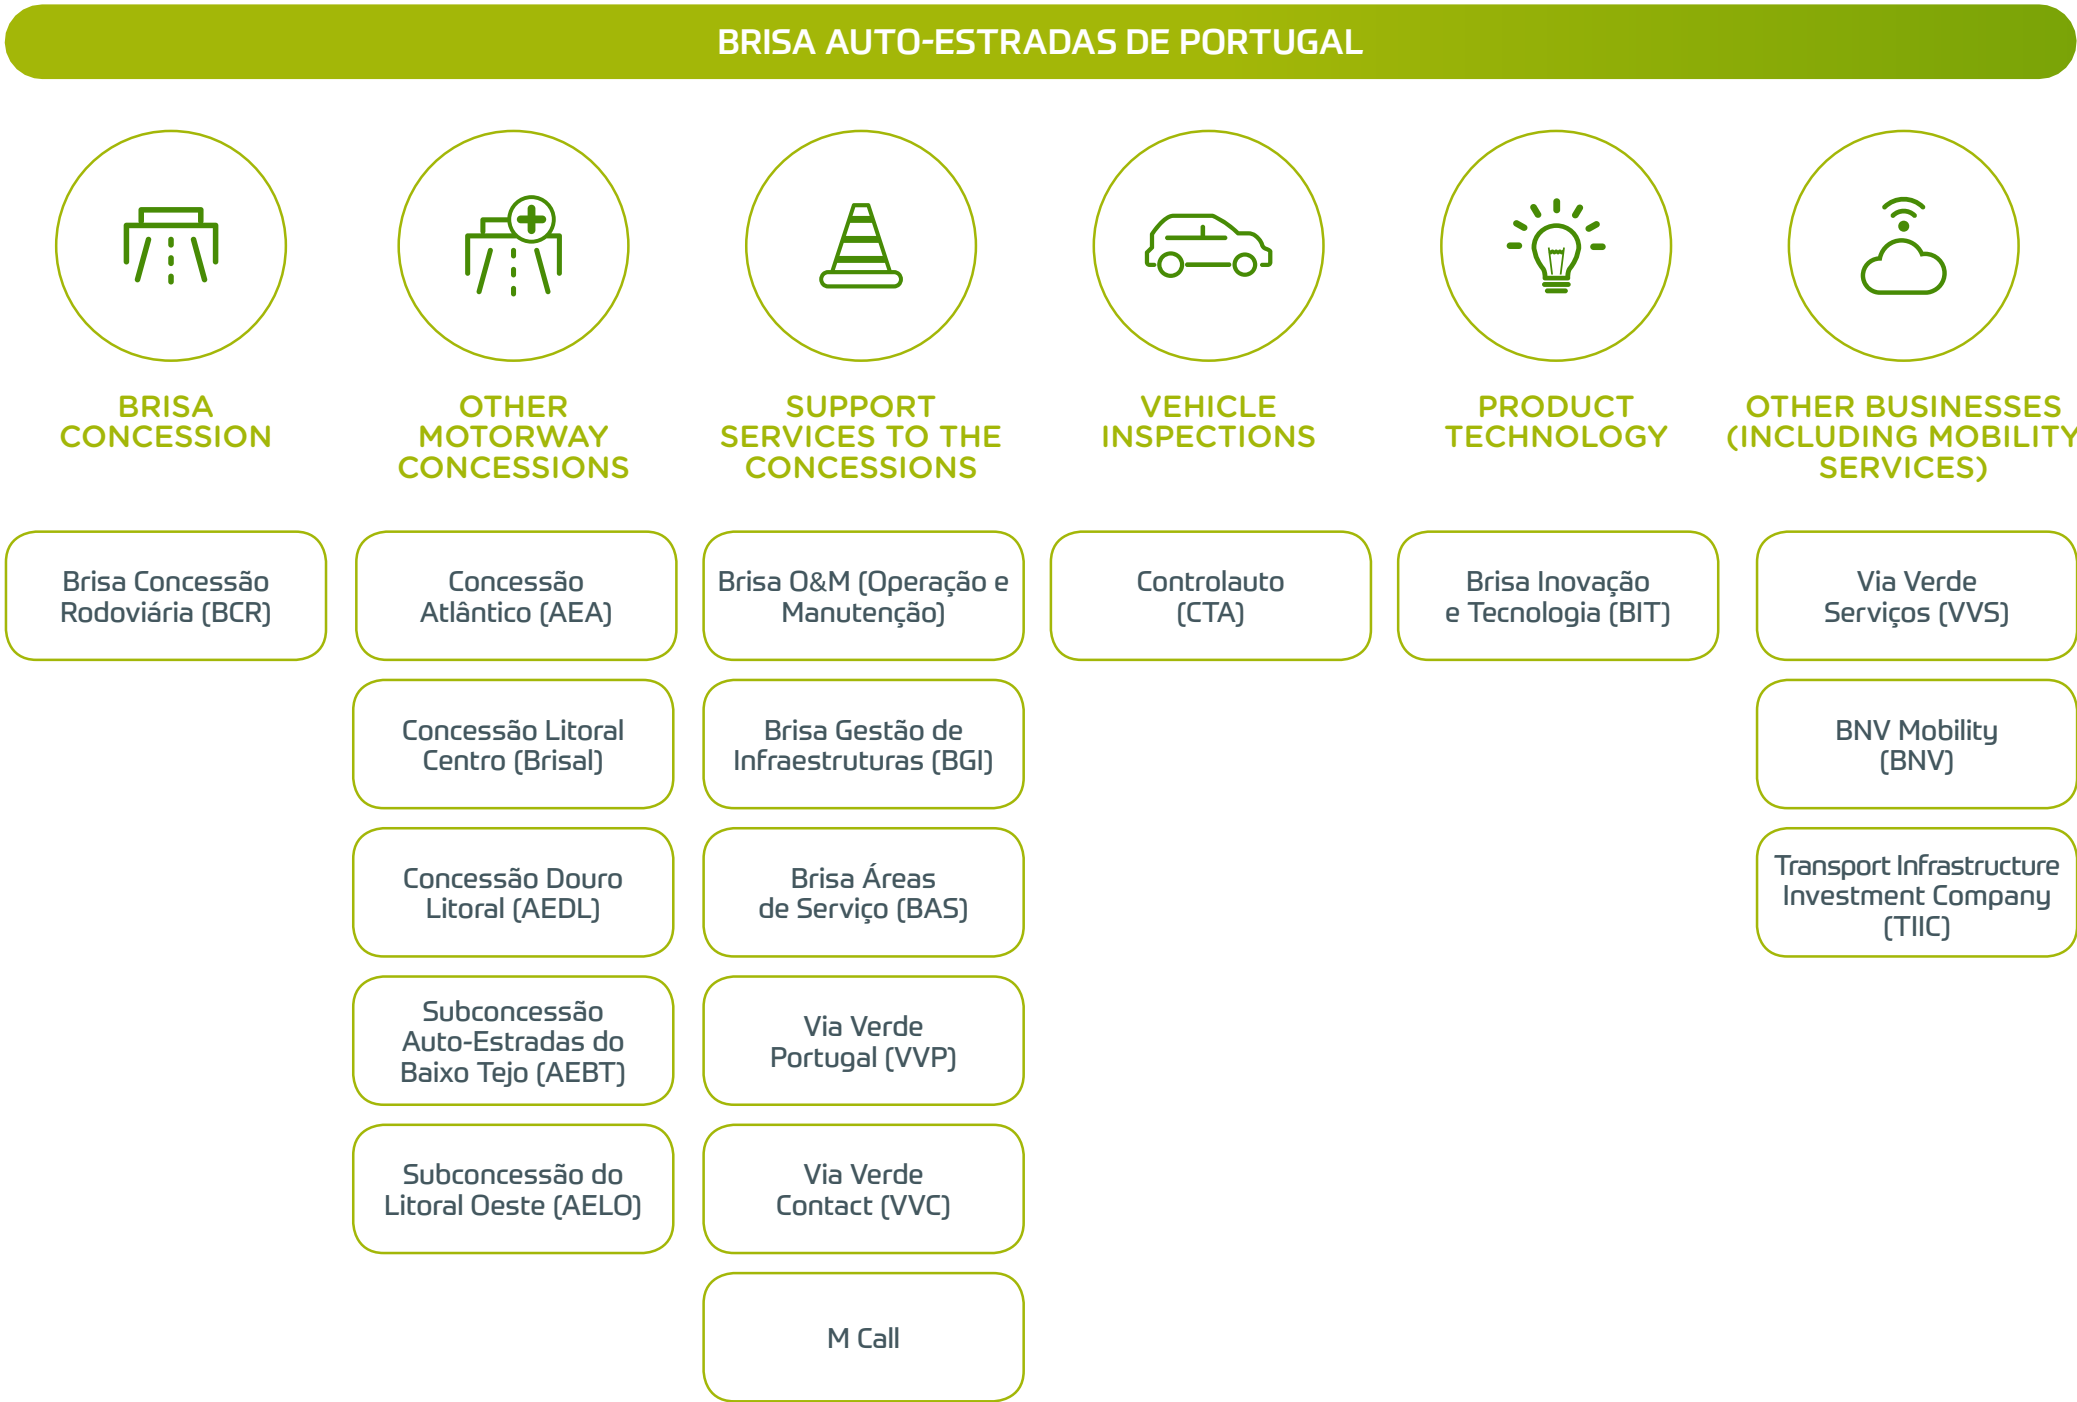 BRISA AUTO-ESTRADAS DE PORTUGAL
BRISA
CONCESSION
Brisa Concessão
Rodoviária (BCR)
OTHER
MOTORWAY
CONCESSIONS
Concessão
Atlântico (AEA)
Concessão Litoral
Centro (Brisal)
Concessão Douro
Litoral (AEDL)
Subconcessão
Auto-Estradas do
Baixo Tejo (AEBT)
Subconcessão do
Litoral Oeste (AELO)
SUPPORT
SERVICES TO THE
CONCESSIONS
Brisa O&M (Operação e
Manutenção)
Brisa Gestão de
Infraestruturas (BGI)
Brisa Áreas
de Serviço (BAS)
Via Verde
Portugal (VVP)
Via Verde
Contact (VVC)
M Call
VEHICLE
INSPECTIONS
Controlauto
(CTA)
PRODUCT
TECHNOLOGY
Brisa Inovação
e Tecnologia (BIT)
OTHER BUSINESSES
(INCLUDING MOBILITY
SERVICES)
Via Verde
Serviços (VVS)
BNV Mobility
(BNV)
Transport Infrastructure
Investment Company
(TIIC)